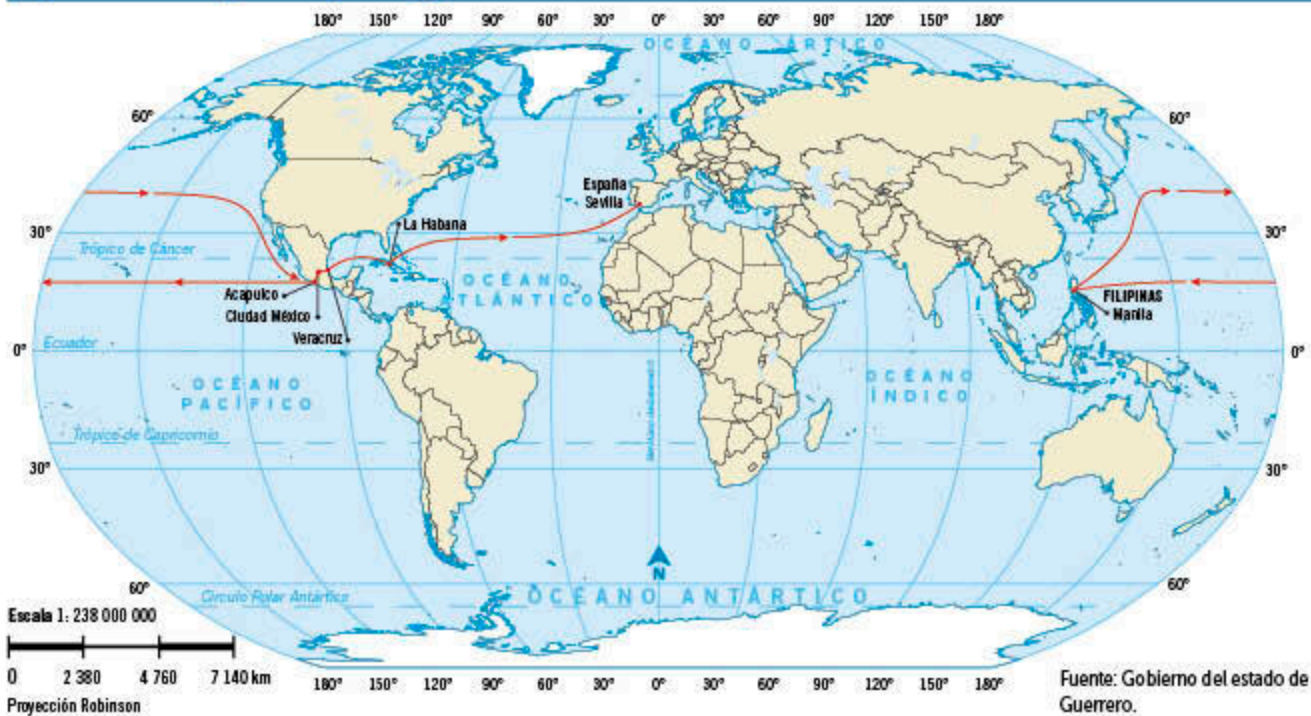 180° 150° 120° 90° 60° 30° 0° 30° 60° 90° 120° 150° 180°
OCÉANO ÁRTICO
60°
60°
España
Sevilla
La Habana
30°
30°
Trópico de Cáncer
OCÉANO
ATLÁNTICO
Acapulco
Ciudad México
Veracruz
FILIPINAS
Manila
Ecuador
0°
0°
OCÉANO
PACÍFICO
OCÉANO
ÍNDICO
Trópico de Capricornio
30°
30°
N
60°
60°
Círculo Polar Antártico
OCÉANO ANTÁRTICO
Escala 1: 238 000 000
0 2 380 4 760 7 140 km
Proyección Robinson
180° 150° 120° 90° 60° 30° 0° 30° 60° 90° 120° 150° 180°
Fuente: Gobierno del estado de
Guerrero.